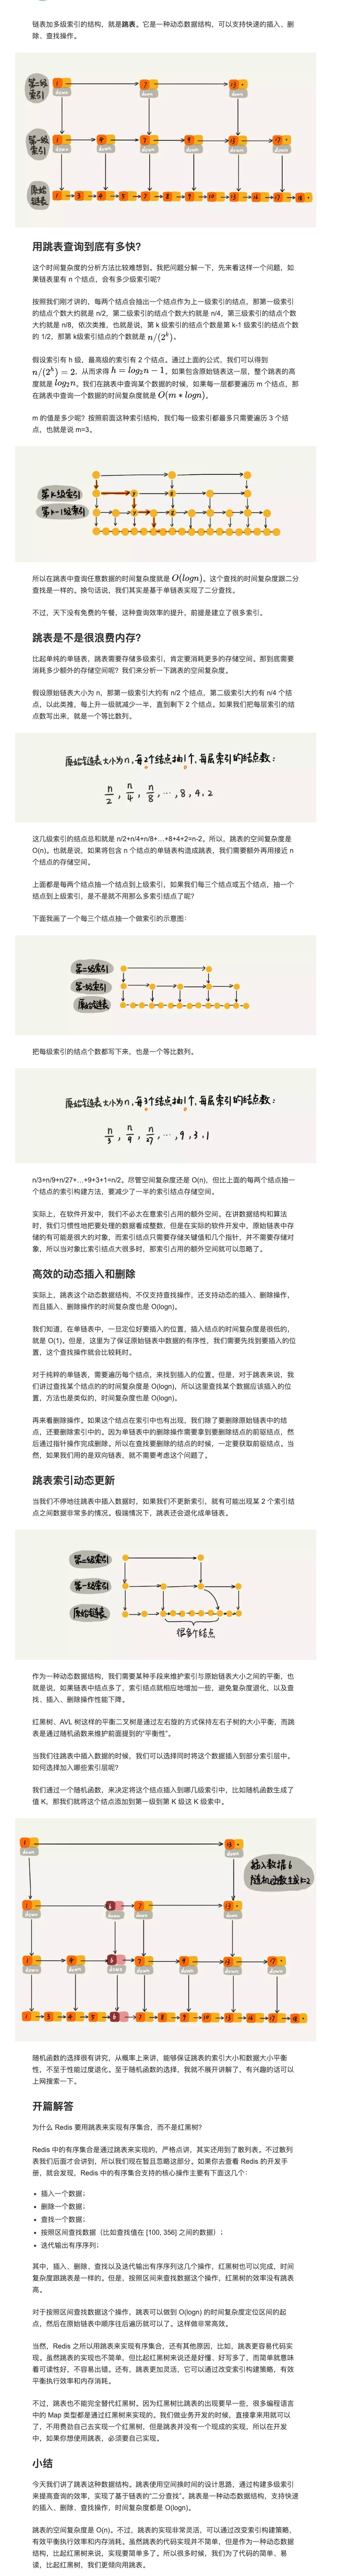 链表加多级索引的结构，就是跳表。它是一种动态数据结构，可以支持快速的插入、删
除、查找操作。
第二级
索引
1 7 13
down down down
第一级
索引
1 4 7 9 13 17
down down down down down down
原始
链表
1 3 4 5 7 8 9 10 13 16 17 18
用跳表查询到底有多快？
这个时间复杂度的分析方法比较难想到。我把问题分解一下，先来看这样一个问题，如
果链表里有 n 个结点，会有多少级索引呢？
按照我们刚才讲的，每两个结点会抽出一个结点作为上一级索引的结点，那第一级索引
的结点个数大约就是 n/2，第二级索引的结点个数大约就是 n/4，第三级索引的结点个数
大约就是 n/8，依次类推，也就是说，第 k 级索引的结点个数是第 k-1 级索引的结点个数
的 1/2，那第 k级索引结点的个数就是 n/(2^k)。
假设索引有 h 级，最高级的索引有 2 个结点。通过上面的公式，我们可以得到
n/(2^h) = 2，从而求得 h = log₂n − 1。如果包含原始链表这一层，整个跳表的高
度就是 log₂n。我们在跳表中查询某个数据的时候，如果每一层都要遍历 m 个结点，那
在跳表中查询一个数据的时间复杂度就是 O(m * logn)。
m 的值是多少呢？按照前面这种索引结构，我们每一级索引都最多只需要遍历 3 个结
点，也就是说 m=3。
第k级索引
第k-1级索引
所以在跳表中查询任意数据的时间复杂度就是 O(logn)。这个查找的时间复杂度跟二分
查找是一样的。换句话说，我们其实是基于单链表实现了二分查找。
不过，天下没有免费的午餐，这种查询效率的提升，前提是建立了很多索引。
跳表是不是很浪费内存？
比起单纯的单链表，跳表需要存储多级索引，肯定要消耗更多的存储空间。那到底需要
消耗多少额外的存储空间呢？我们来分析一下跳表的空间复杂度。
假设原始链表大小为 n，那第一级索引大约有 n/2 个结点，第二级索引大约有 n/4 个结
点，以此类推，每上升一级就减少一半，直到剩下 2 个结点。如果我们把每层索引的结
点数写出来，就是一个等比数列。
原始链表大小为n，每2个结点抽1个，每层索引的结点数：
n/2, n/4, n/8, ···, 8, 4, 2
这几级索引的结点总和就是 n/2+n/4+n/8+…+8+4+2=n-2。所以，跳表的空间复杂度是
O(n)。也就是说，如果将包含 n 个结点的单链表构造成跳表，我们需要额外再用接近 n
个结点的存储空间。
上面都是每两个结点抽一个结点到上级索引，如果我们每三个结点或五个结点，抽一个
结点到上级索引，是不是就不用那么多索引结点了呢？
下面我画了一个每三个结点抽一个做索引的示意图：
第二级索引
第一级索引
原始链表
把每级索引的结点个数都写下来，也是一个等比数列。
原始链表大小为n，每3个结点抽1个，每层索引的结点数：
n/3, n/9, n/27, ···, 9, 3, 1
n/3+n/9+n/27+…+9+3+1=n/2。尽管空间复杂度还是 O(n)，但比上面的每两个结点抽一
个结点的索引构建方法，要减少了一半的索引结点存储空间。
实际上，在软件开发中，我们不必太在意索引占用的额外空间。在讲数据结构和算法
时，我们习惯性地把要处理的数据看成整数，但是在实际的软件开发中，原始链表中存
储的有可能是很大的对象，而索引结点只需要存储关键值和几个指针，并不需要存储对
象，所以当对象比索引结点大很多时，那索引占用的额外空间就可以忽略了。
高效的动态插入和删除
实际上，跳表这个动态数据结构，不仅支持查找操作，还支持动态的插入、删除操作，
而且插入、删除操作的时间复杂度也是 O(logn)。
我们知道，在单链表中，一旦定位好要插入的位置，插入结点的时间复杂度是很低的，
就是 O(1)。但是，这里为了保证原始链表中数据的有序性，我们需要先找到要插入的位
置，这个查找操作就会比较耗时。
对于纯粹的单链表，需要遍历每个结点，来找到插入的位置。但是，对于跳表来说，我
们讲过查找某个结点的的时间复杂度是 O(logn)，所以这里查找某个数据应该插入的位
置，方法也是类似的，时间复杂度也是 O(logn)。
再来看删除操作。如果这个结点在索引中也有出现，我们除了要删除原始链表中的结
点，还要删除索引中的。因为单链表中的删除操作需要拿到要删除结点的前驱结点，然
后通过指针操作完成删除。所以在查找要删除的结点的时候，一定要获取前驱结点。当
然，如果我们用的是双向链表，就不需要考虑这个问题了。
跳表索引动态更新
当我们不停地往跳表中插入数据时，如果我们不更新索引，就有可能出现某 2 个索引结
点之间数据非常多的情况。极端情况下，跳表还会退化成单链表。
第二级索引
第一级索引
原始链表
很多个结点
作为一种动态数据结构，我们需要某种手段来维护索引与原始链表大小之间的平衡，也
就是说，如果链表中结点多了，索引结点就相应地增加一些，避免复杂度退化，以及查
找、插入、删除操作性能下降。
红黑树、AVL 树这样的平衡二叉树是通过左右旋的方式保持左右子树的大小平衡，而跳
表是通过随机函数来维护前面提到的“平衡性”。
当我们往跳表中插入数据的时候，我们可以选择同时将这个数据插入到部分索引层中。
如何选择加入哪些索引层呢？
我们通过一个随机函数，来决定将这个结点插入到哪几级索引中，比如随机函数生成了
值 K，那我们就将这个结点添加到第一级到第 K 级这 K 级索引中。
1 13
down down
插入数据6
随机函数生成K=2
1 6 7 13
down down down down
1 4 6 7 9 13 17
down down down down down down down
1 3 4 5 6 7 8 9 10 13 16 17 18
随机函数的选择很有讲究，从概率上来讲，能够保证跳表的索引大小和数据大小平衡
性，不至于性能过度退化。至于随机函数的选择，我就不展开讲解了。有兴趣的话可以
上网搜索一下。
开篇解答
为什么 Redis 要用跳表来实现有序集合，而不是红黑树？
Redis 中的有序集合是通过跳表来实现的，严格点讲，其实还用到了散列表。不过散列
表我们后面才会讲到，所以我们现在暂且忽略这部分。如果你去查看 Redis 的开发手
册，就会发现，Redis 中的有序集合支持的核心操作主要有下面这几个：
• 插入一个数据；
• 删除一个数据；
• 查找一个数据；
• 按照区间查找数据（比如查找值在 [100, 356] 之间的数据）；
• 迭代输出有序序列；
其中，插入、删除、查找以及迭代输出有序序列这几个操作，红黑树也可以完成，时间
复杂度跟跳表是一样的。但是，按照区间来查找数据这个操作，红黑树的效率没有跳表
高。
对于按照区间查找数据这个操作，跳表可以做到 O(logn) 的时间复杂度定位区间的起
点，然后在原始链表中顺序往后遍历就可以了。这样做非常高效。
当然，Redis 之所以用跳表来实现有序集合，还有其他原因，比如，跳表更容易代码实
现。虽然跳表的实现也不简单，但比起红黑树来说还是好懂、好写多了，而简单就意味
着可读性好，不容易出错。还有，跳表更加灵活，它可以通过改变索引构建策略，有效
平衡执行效率和内存消耗。
不过，跳表也不能完全替代红黑树。因为红黑树比跳表的出现要早一些，很多编程语言
中的 Map 类型都是通过红黑树来实现的。我们做业务开发的时候，直接拿来用就可以
了，不用费劲自己去实现一个红黑树，但是跳表并没有一个现成的实现，所以在开发
中，如果你想使用跳表，必须要自己实现。
小结
今天我们讲了跳表这种数据结构。跳表使用空间换时间的设计思路，通过构建多级索引
来提高查询的效率，实现了基于链表的“二分查找”。跳表是一种动态数据结构，支持快速
的插入、删除、查找操作，时间复杂度都是 O(logn)。
跳表的空间复杂度是 O(n)。不过，跳表的实现非常灵活，可以通过改变索引构建策略，
有效平衡执行效率和内存消耗。虽然跳表的代码实现并不简单，但是作为一种动态数据
结构，比起红黑树来说，实现要简单多了。所以很多时候，我们为了代码的简单、易
读，比起红黑树，我们更倾向用跳表。